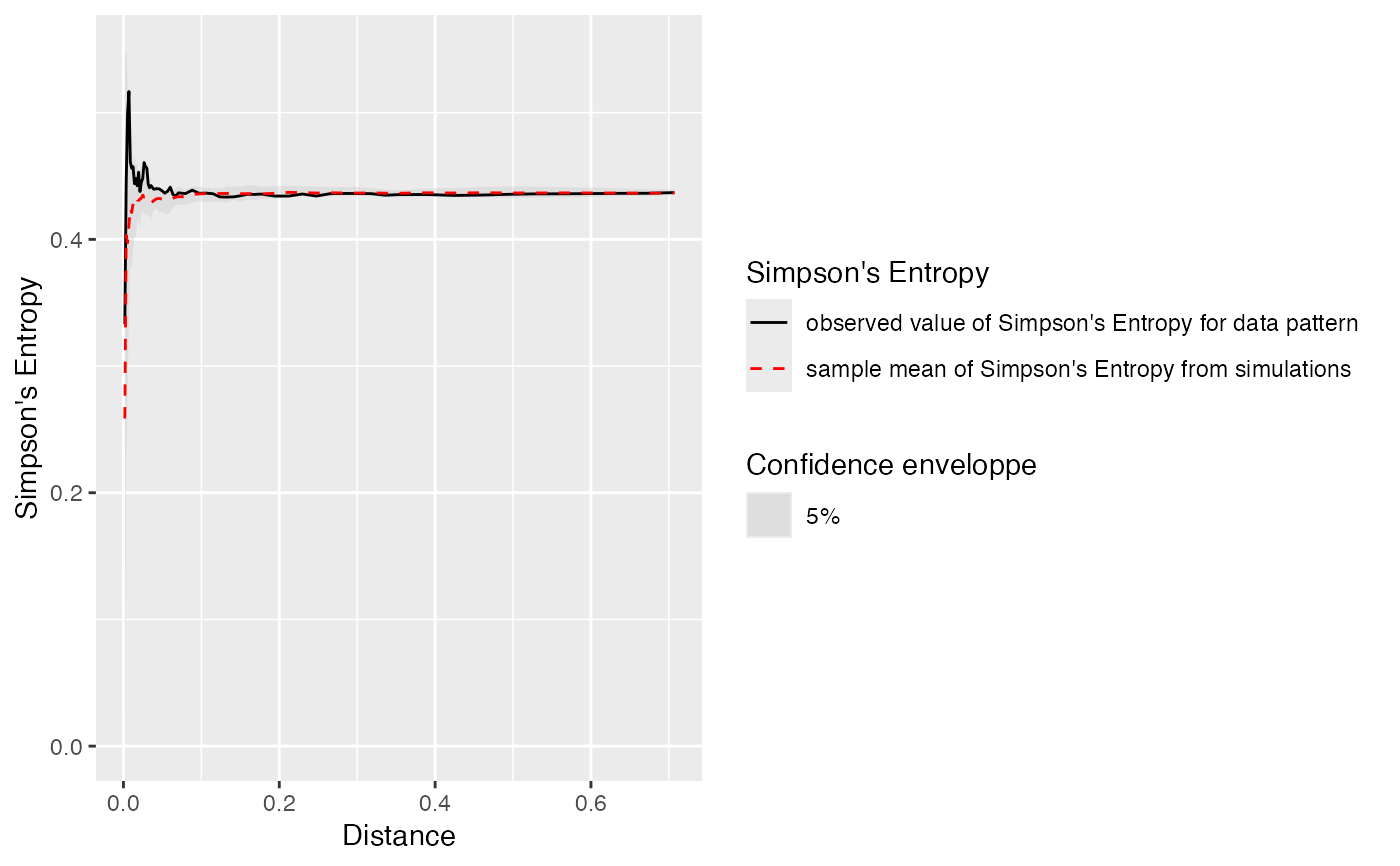 Simpson's Entropy
0.4
0.2
0.0
0.0 0.2 0.4 0.6
Distance
Simpson's Entropy
observed value of Simpson's Entropy for data pattern
sample mean of Simpson's Entropy from simulations
Confidence enveloppe
5%